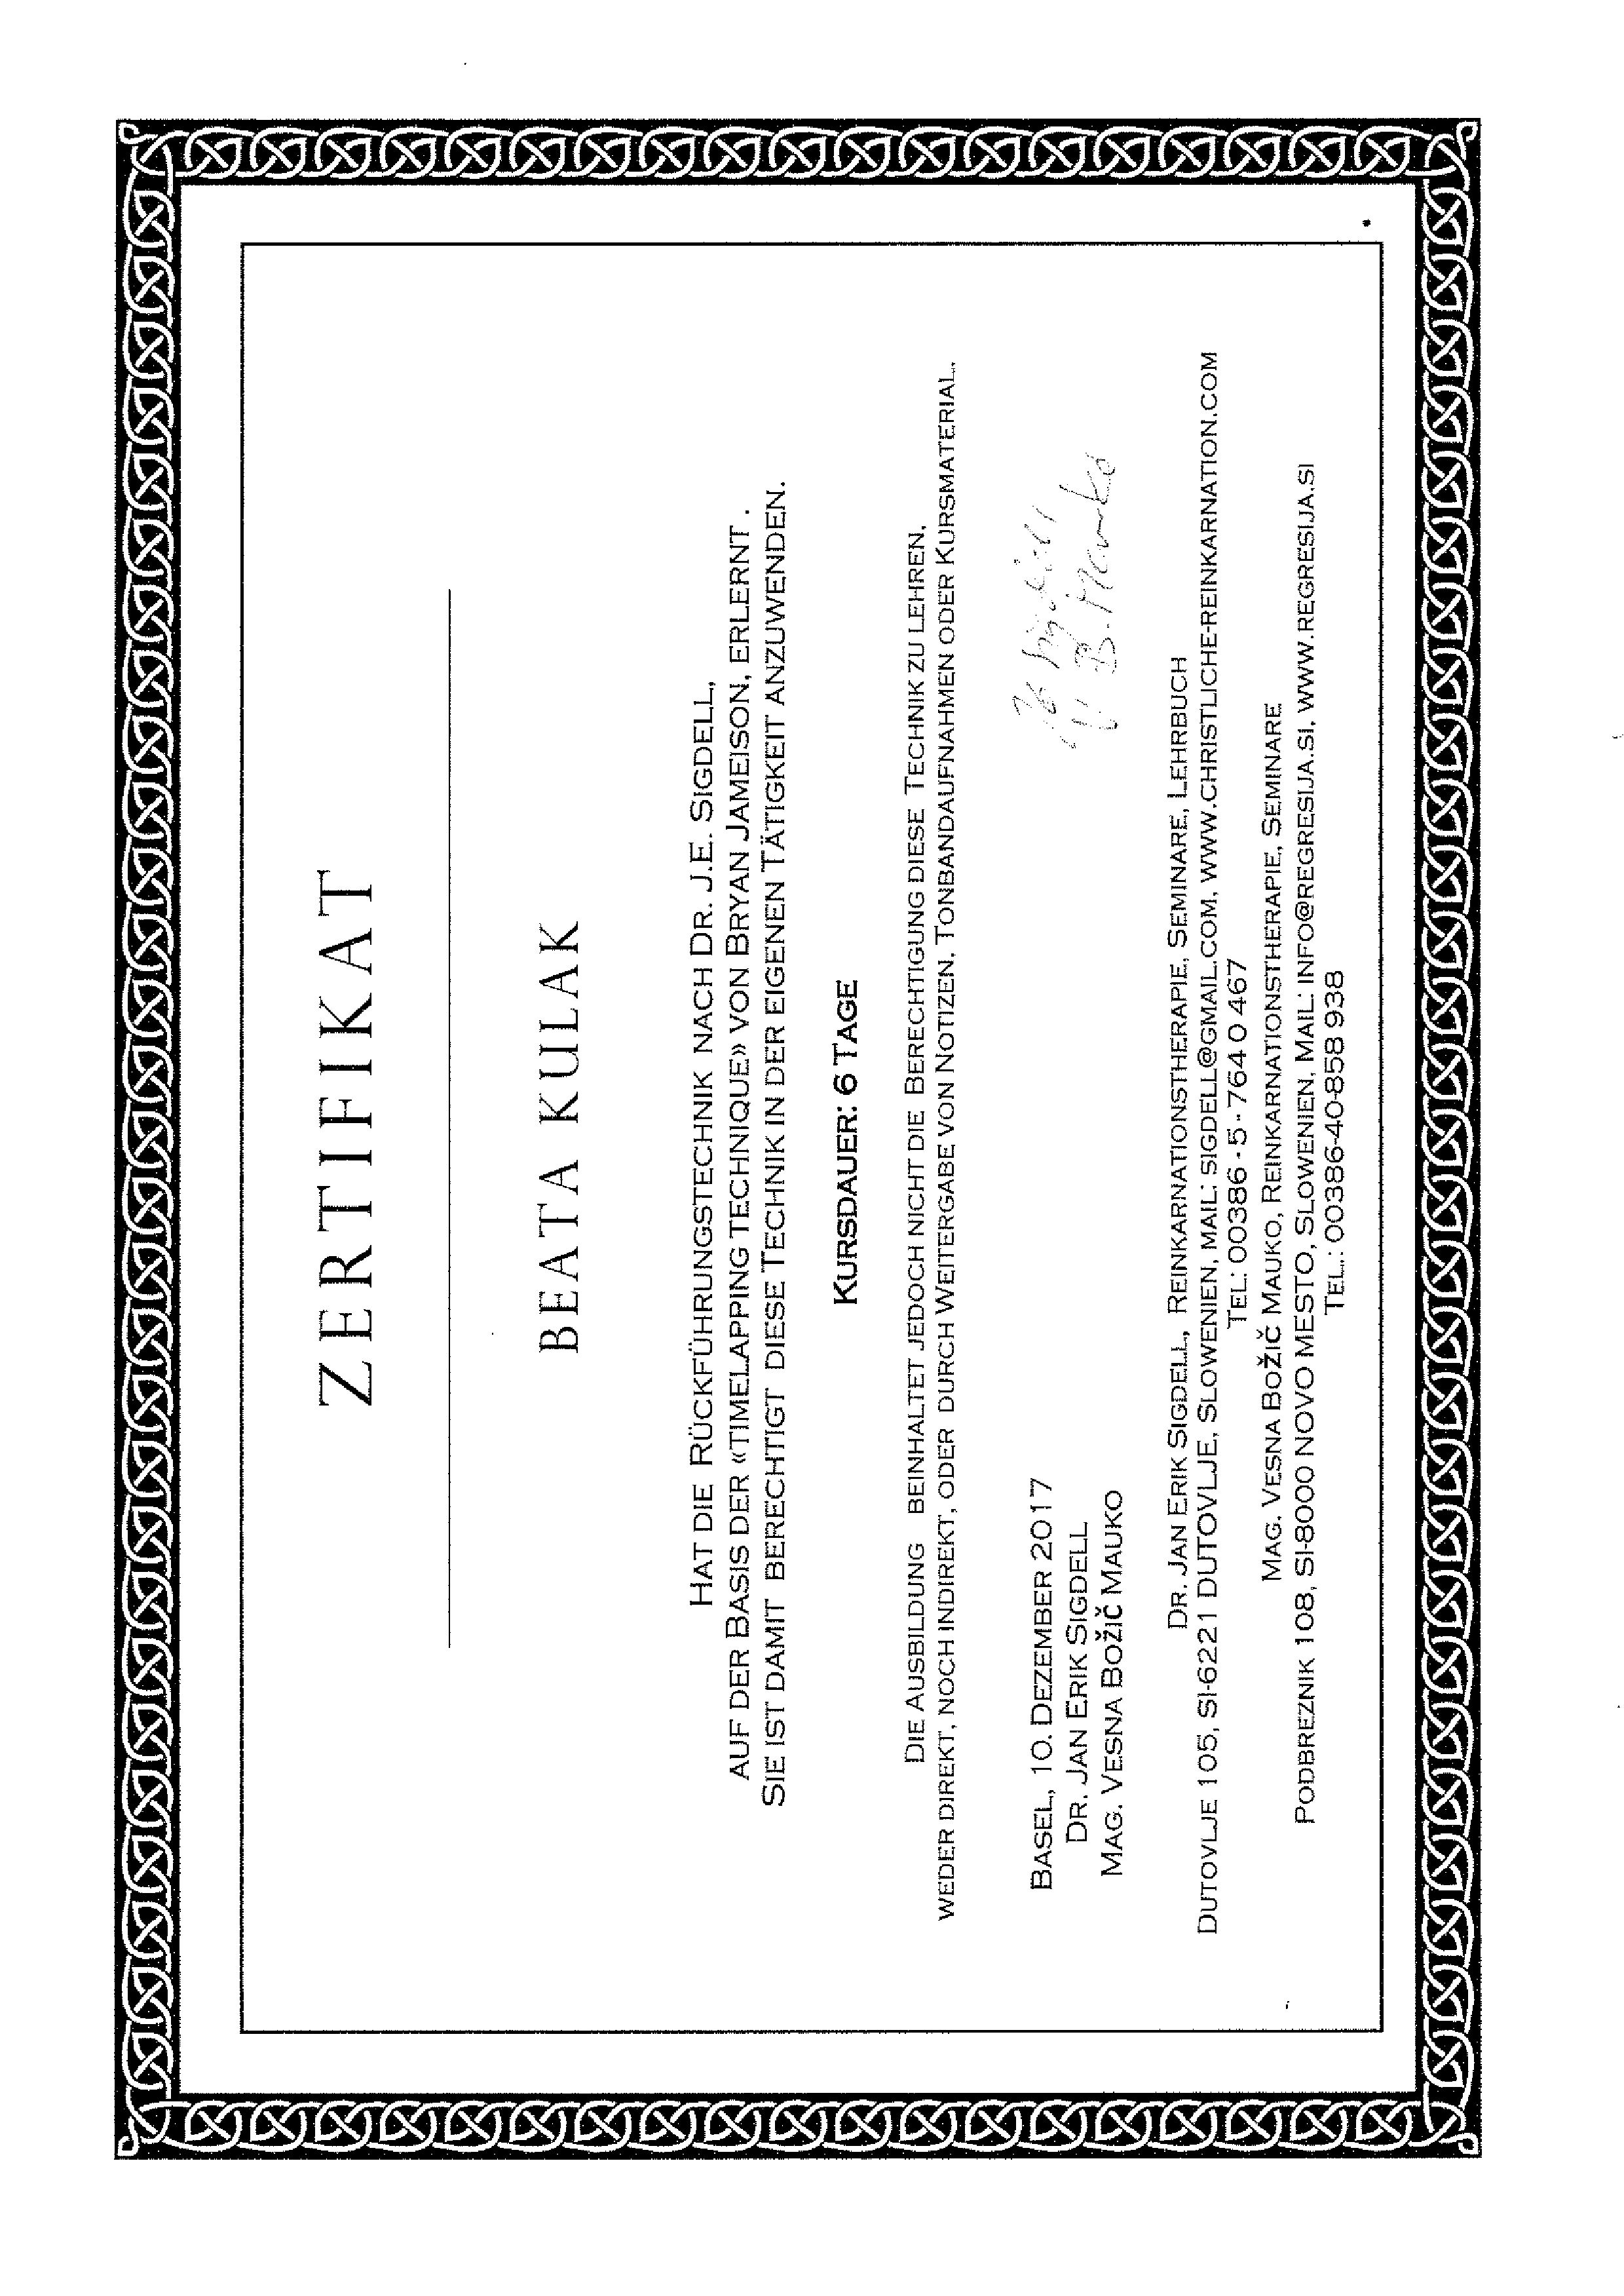 ZERTIFIKAT
BEATA KULAK
HAT DIE RÜCKFÜHRUNGSTECHNIK NACH DR. J.E. SIGDELL,
AUF DER BASIS DER «TIMELAPPING TECHNIQUE» VON BRYAN JAMEISON, ERLERNT .
SIE IST DAMIT BERECHTIGT DIESE TECHNIK IN DER EIGENEN TÄTIGKEIT ANZUWENDEN.
KURSDAUER: 6 TAGE
DIE AUSBILDUNG BEINHALTET JEDOCH NICHT DIE BERECHTIGUNG DIESE TECHNIK ZU LEHREN,
WEDER DIREKT, NOCH INDIREKT, ODER DURCH WEITERGABE VON NOTIZEN, TONBANDAUFNAHMEN ODER KURSMATERIAL.
BASEL, 10. DEZEMBER 2017
DR. JAN ERIK SIGDELL
MAG. VESNA BOŽIČ MAUKO
Sigdell
V. B. Mauko
DR. JAN ERIK SIGDELL, REINKARNATIONSTHERAPIE, SEMINARE, LEHRBUCH
DUTOVLJE 105, SI-6221 DUTOVLJE, SLOWENIEN, MAIL: SIGDELL@GMAIL.COM, WWW.CHRISTLICHE-REINKARNATION.COM
TEL: 00386 - 5 - 764 0 467
MAG. VESNA BOŽIČ MAUKO, REINKARNATIONSTHERAPIE, SEMINARE
PODBREZNIK 108, SI-8000 NOVO MESTO, SLOWENIEN, MAIL: INFO@REGRESIJA.SI, WWW.REGRESIJA.SI
TEL.: 00386-40-858 938